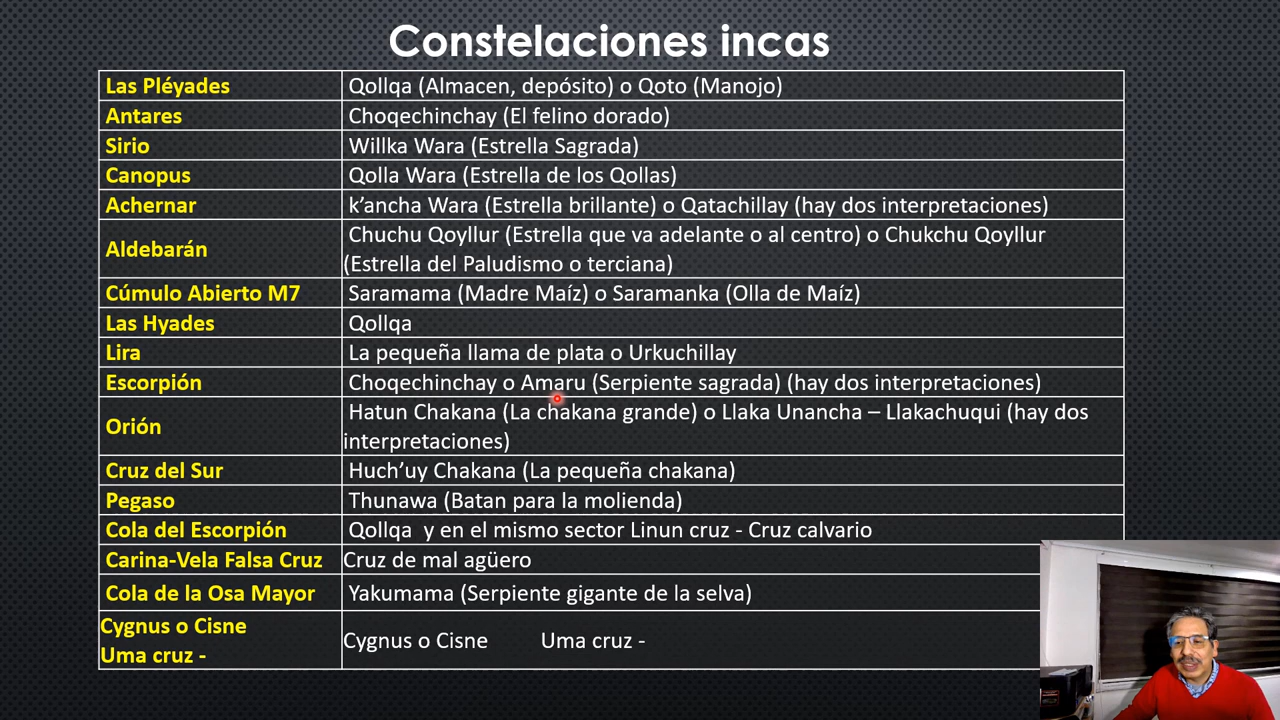 Constelaciones incas
Las Pléyades Qollqa (Almacen, depósito) o Qoto (Manojo)
Antares Choqechinchay (El felino dorado)
Sirio Willka Wara (Estrella Sagrada)
Canopus Qolla Wara (Estrella de los Qollas)
Achernar k’ancha Wara (Estrella brillante) o Qatachillay (hay dos interpretaciones)
Aldebarán Chuchu Qoyllur (Estrella que va adelante o al centro) o Chukchu Qoyllur
(Estrella del Paludismo o terciana)
Cúmulo Abierto M7 Saramama (Madre Maíz) o Saramanka (Olla de Maíz)
Las Hyades Qollqa
Lira La pequeña llama de plata o Urkuchillay
Escorpión Choqechinchay o Amaru (Serpiente sagrada) (hay dos interpretaciones)
Orión Hatun Chakana (La chakana grande) o Llaka Unancha – Llakachuqui (hay dos
interpretaciones)
Cruz del Sur Huch’uy Chakana (La pequeña chakana)
Pegaso Thunawa (Batan para la molienda)
Cola del Escorpión Qollqa y en el mismo sector Linun cruz - Cruz calvario
Carina-Vela Falsa Cruz Cruz de mal agüero
Cola de la Osa Mayor Yakumama (Serpiente gigante de la selva)
Cygnus o Cisne
Uma cruz -
Cygnus o Cisne Uma cruz -